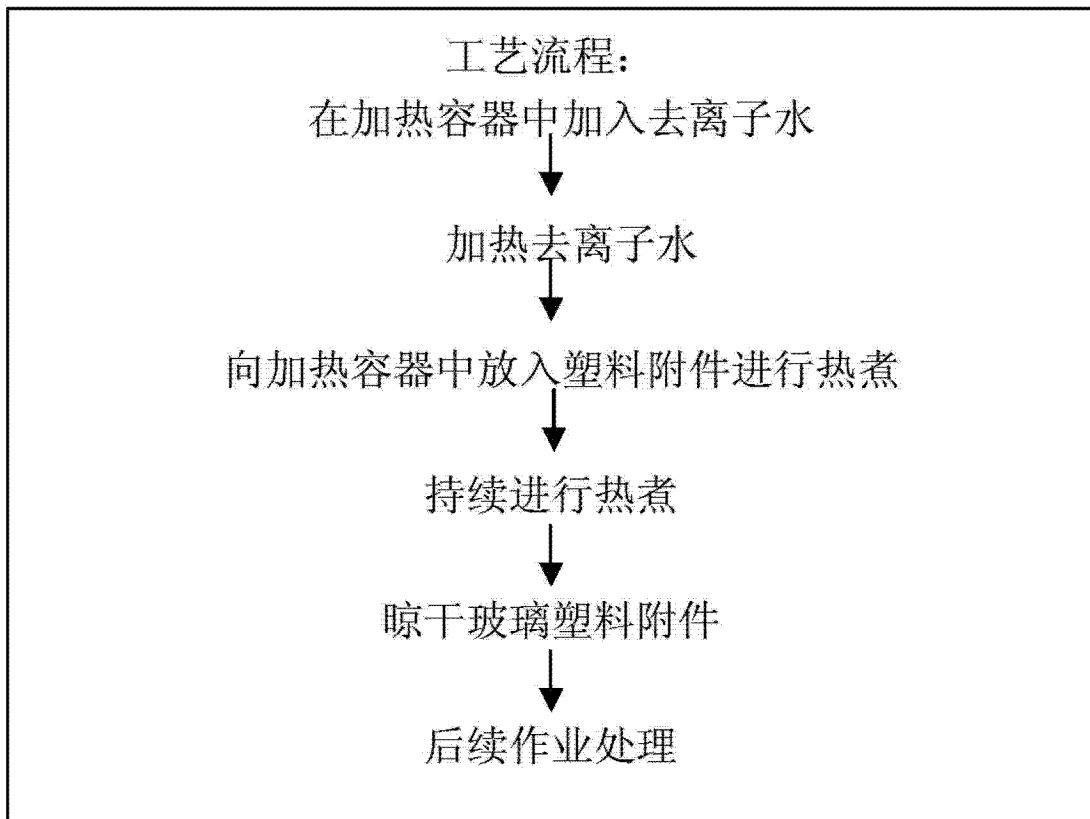 工艺流程：
在加热容器中加入去离子水
加热去离子水
向加热容器中放入塑料附件进行热煮
持续进行热煮
晾干玻璃塑料附件
后续作业处理